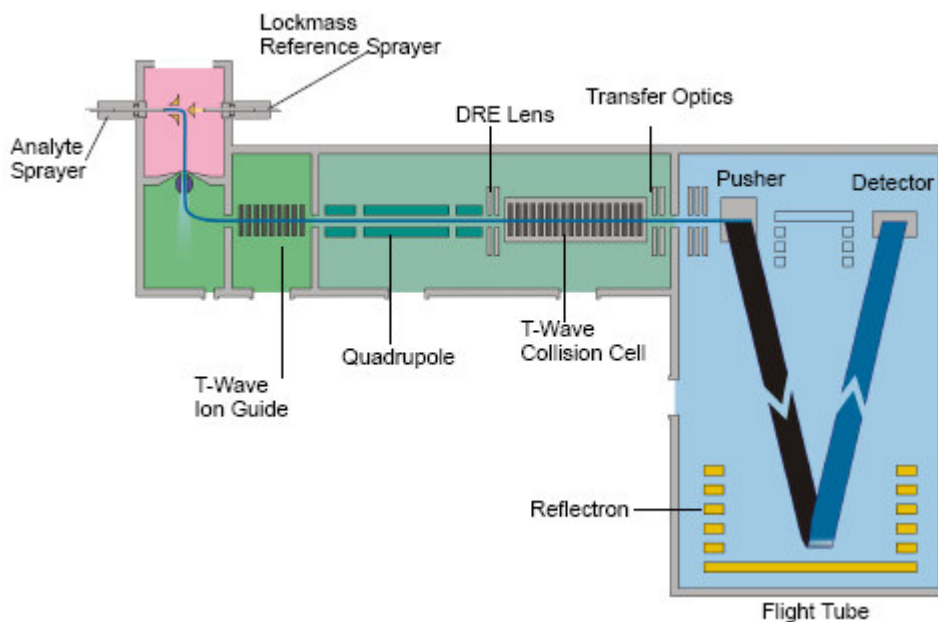 Lockmass
Reference Sprayer
DRE Lens
Transfer Optics
Analyte
Sprayer
Pusher
Detector
T-Wave
Ion Guide
Quadrupole
T-Wave
Collision Cell
Reflectron
Flight Tube